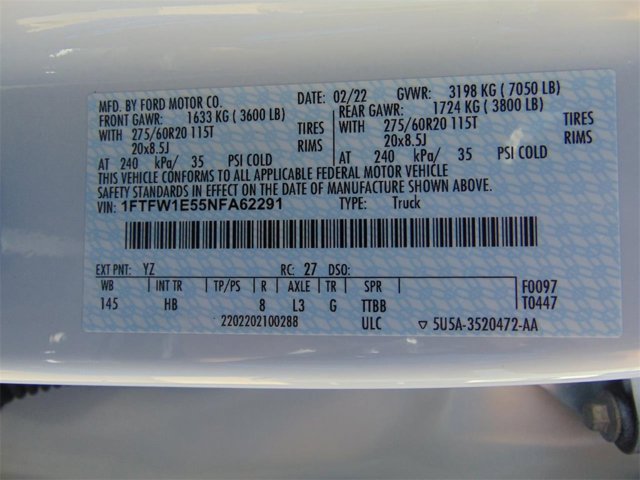 MFD. BY FORD MOTOR CO. DATE: 02/22 GVWR: 3198 KG ( 7050 LB)
FRONT GAWR: 1633 KG ( 3600 LB) REAR GAWR: 1724 KG ( 3800 LB)
WITH 275/60R20 115T TIRES WITH 275/60R20 115T TIRES
20x8.5J RIMS 20x8.5J RIMS
AT 240 kPa/ 35 PSI COLD AT 240 kPa/ 35 PSI COLD
THIS VEHICLE CONFORMS TO ALL APPLICABLE FEDERAL MOTOR VEHICLE
SAFETY STANDARDS IN EFFECT ON THE DATE OF MANUFACTURE SHOWN ABOVE.
VIN: 1FTFW1E55NFA62291 TYPE: Truck
EXT PNT: YZ RC: 27 DSO:
WB INT TR TP/PS R AXLE TR SPR F0097
145 HB 8 L3 G TTBB T0447
2202202100288 ULC ▽ 5U5A-3520472-AA